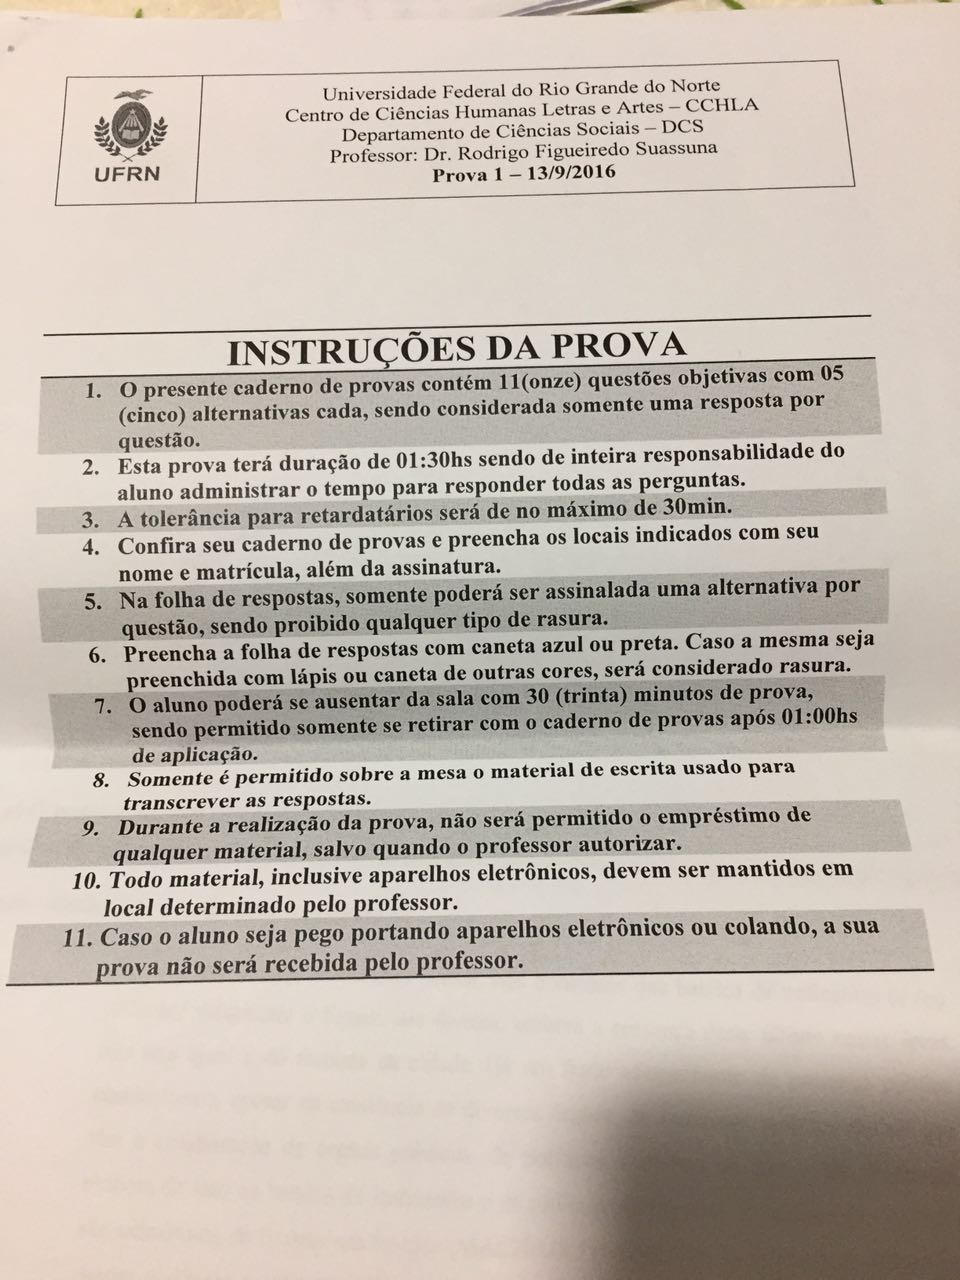 UFRN
Universidade Federal do Rio Grande do Norte
Centro de Ciências Humanas Letras e Artes – CCHLA
Departamento de Ciências Sociais – DCS
Professor: Dr. Rodrigo Figueiredo Suassuna
Prova 1 – 13/9/2016
INSTRUÇÕES DA PROVA
1. O presente caderno de provas contém 11(onze) questões objetivas com 05
(cinco) alternativas cada, sendo considerada somente uma resposta por
questão.
2. Esta prova terá duração de 01:30hs sendo de inteira responsabilidade do
aluno administrar o tempo para responder todas as perguntas.
3. A tolerância para retardatários será de no máximo de 30min.
4. Confira seu caderno de provas e preencha os locais indicados com seu
nome e matrícula, além da assinatura.
5. Na folha de respostas, somente poderá ser assinalada uma alternativa por
questão, sendo proibido qualquer tipo de rasura.
6. Preencha a folha de respostas com caneta azul ou preta. Caso a mesma seja
preenchida com lápis ou caneta de outras cores, será considerado rasura.
7. O aluno poderá se ausentar da sala com 30 (trinta) minutos de prova,
sendo permitido somente se retirar com o caderno de provas após 01:00hs
de aplicação.
8. Somente é permitido sobre a mesa o material de escrita usado para
transcrever as respostas.
9. Durante a realização da prova, não será permitido o empréstimo de
qualquer material, salvo quando o professor autorizar.
10. Todo material, inclusive aparelhos eletrônicos, devem ser mantidos em
local determinado pelo professor.
11. Caso o aluno seja pego portando aparelhos eletrônicos ou colando, a sua
prova não será recebida pelo professor.